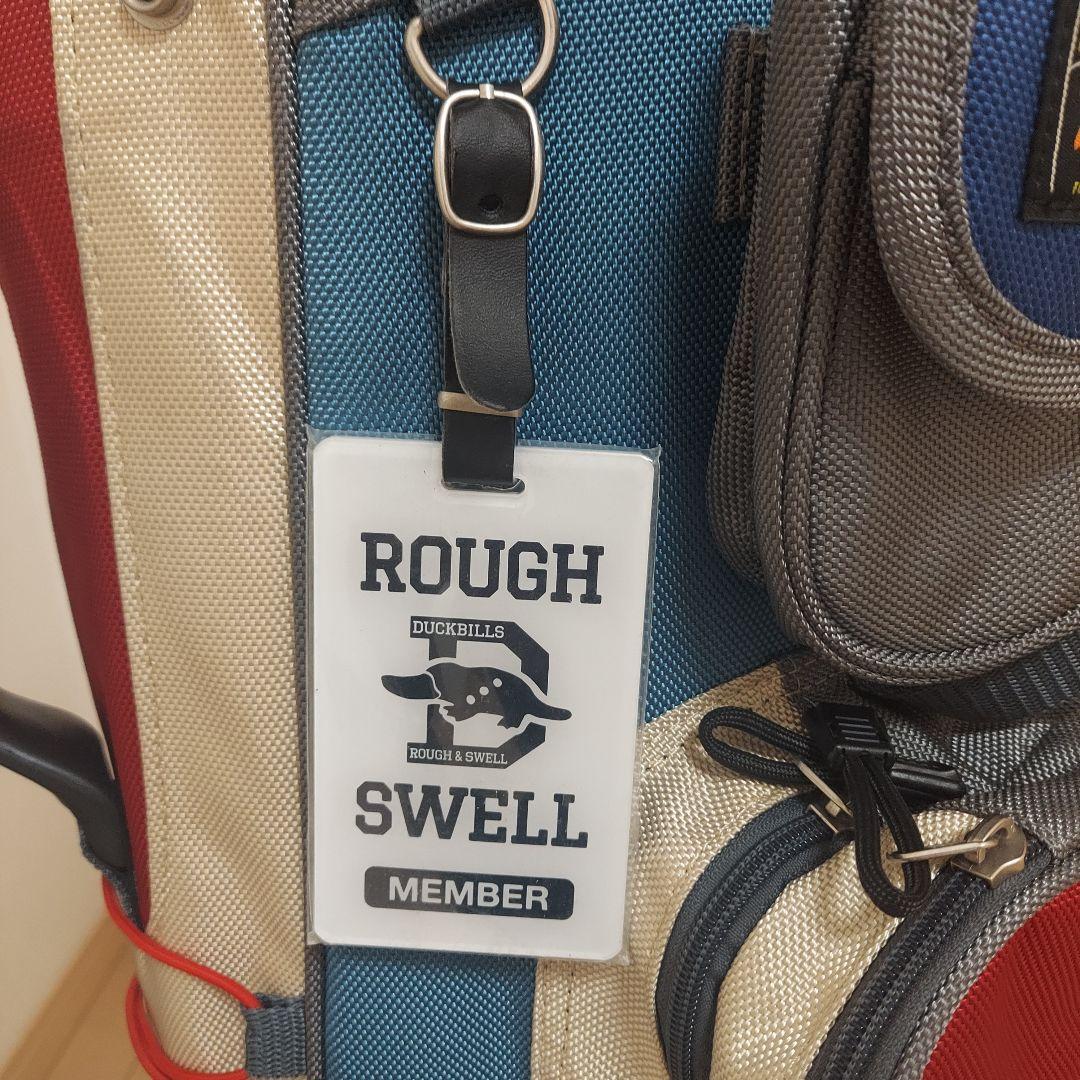 ROUGH
DUCKBILLS
ROUGH & SWELL
SWELL
MEMBER